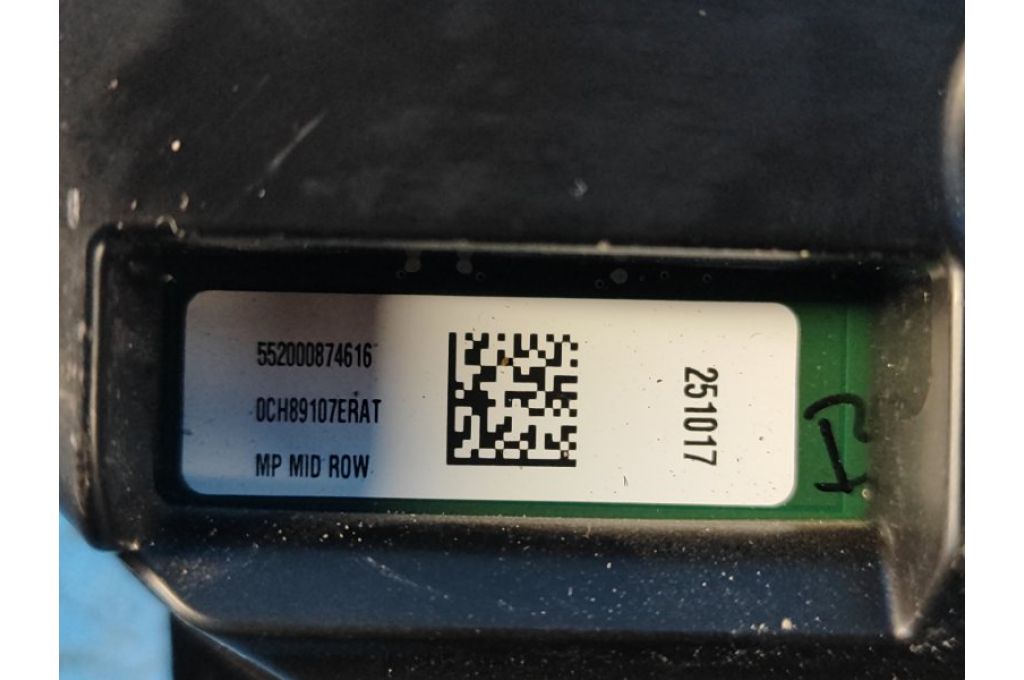 552000874616
0CH89107ERAT
MP MID ROW
251017